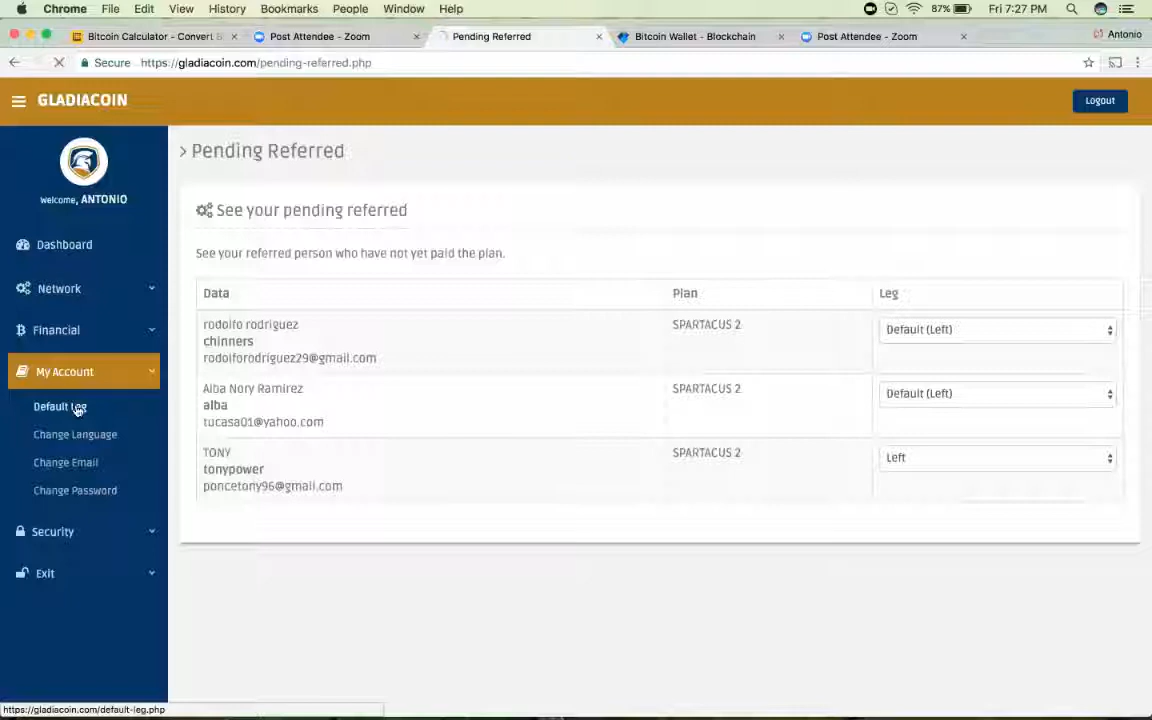 Chrome File Edit View History Bookmarks People Window Help 87% Fri 7:27 PM
Bitcoin Calculator - Convert Post Attendee - Zoom Pending Referred Bitcoin Wallet - Blockchain Post Attendee - Zoom Antonio
Secure https://gladiacoin.com/pending-referred.php
GLADIACOIN Logout
> Pending Referred
Welcome, ANTONIO
See your pending referred
Dashboard
See your referred person who have not yet paid the plan.
Network
Data Plan Leg
rodolfo rodriguez SPARTACUS 2 Default (Left)
Financial
chinners
rodolforodriguez29@gmail.com
My Account
Alba Nory Ramirez SPARTACUS 2 Default (Left)
Default Leg
alba
tucasa01@yahoo.com
Change Language
TONY SPARTACUS 2 Left
Change Email
tonypower
poncetony96@gmail.com
Change Password
Security
Exit
https://gladiacoin.com/default-leg.php